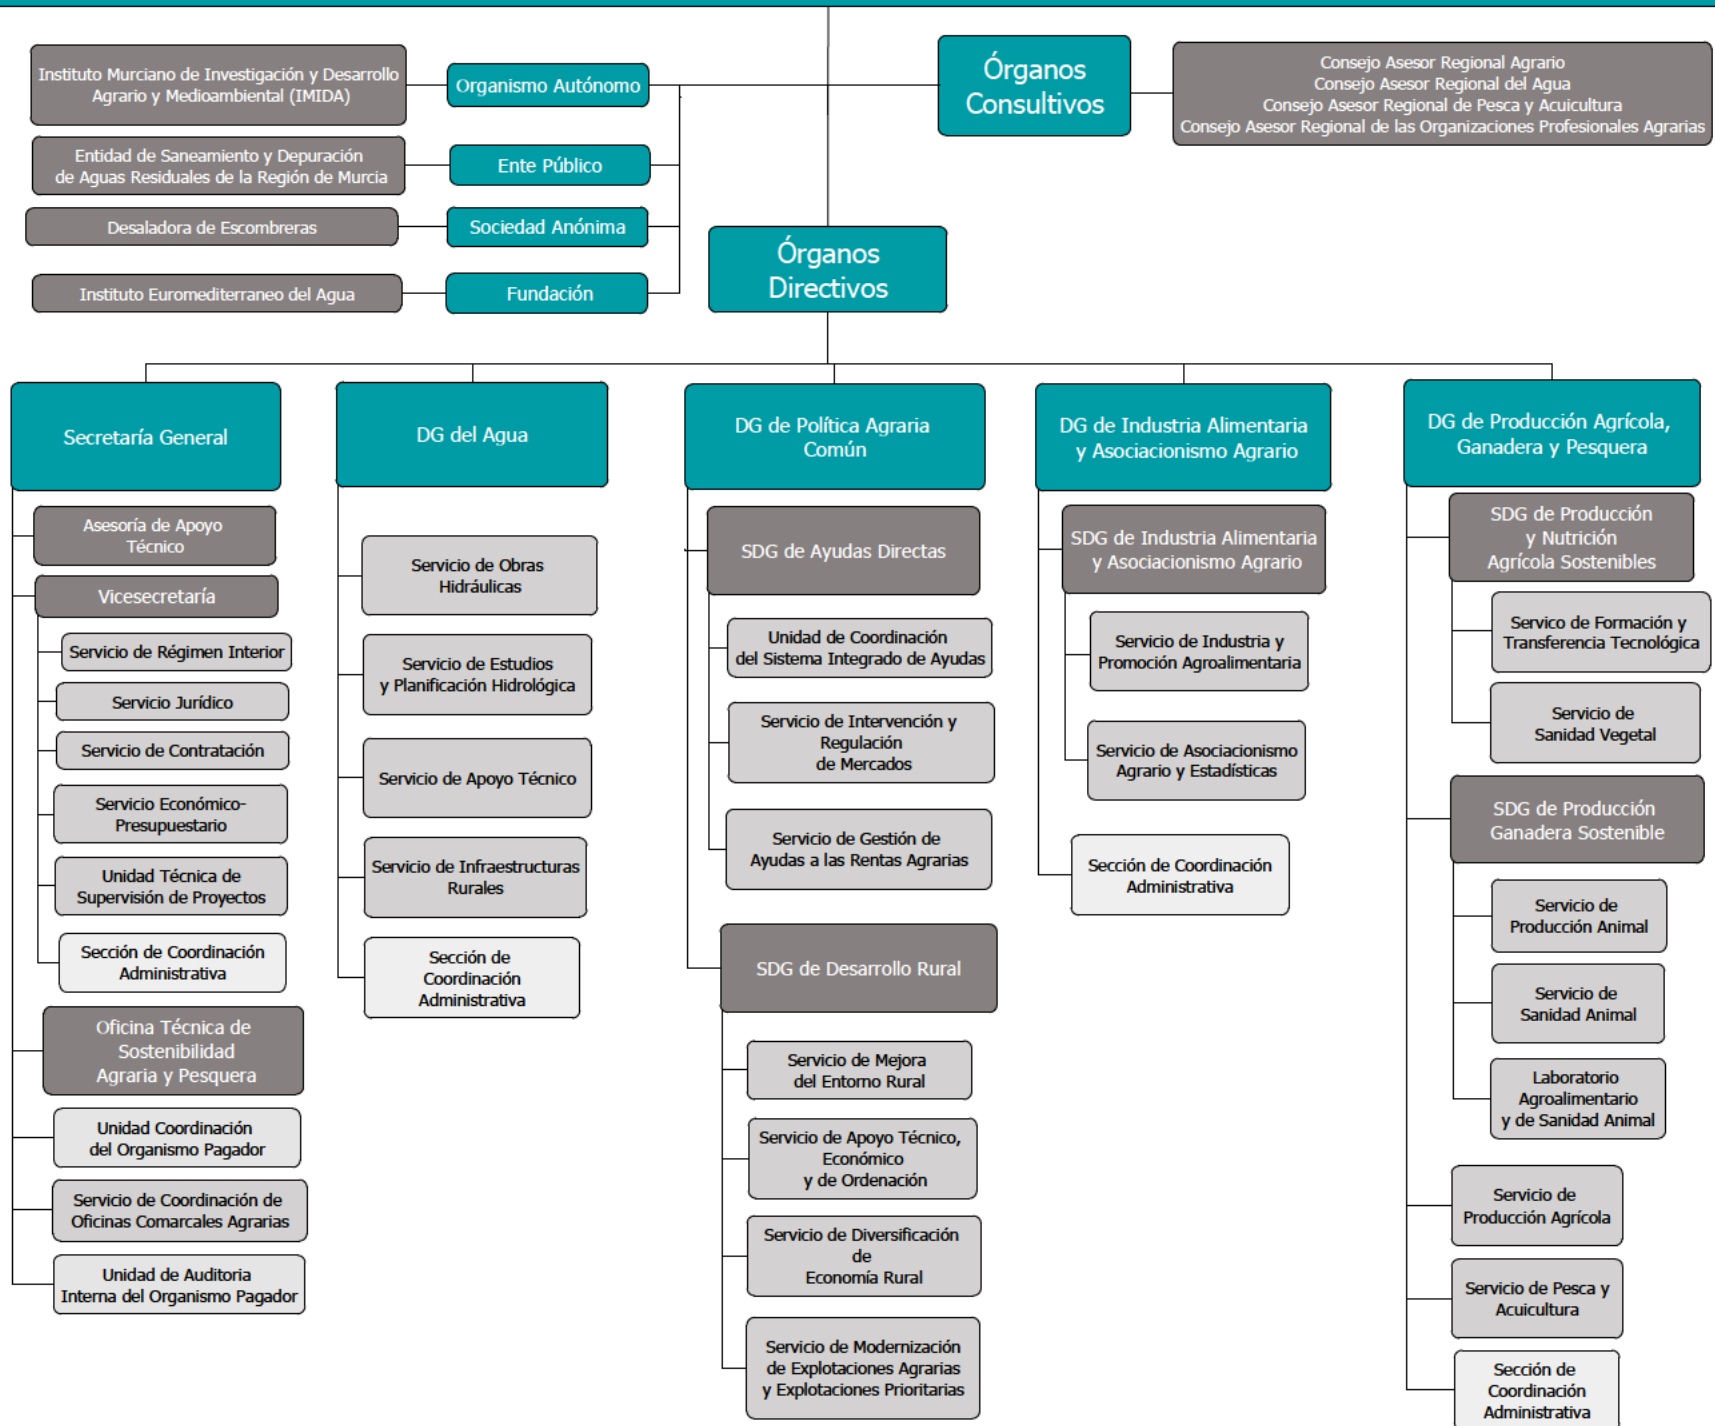 Instituto Murciano de Investigación y Desarrollo
Agrario y Medioambiental (IMIDA)
Organismo Autónomo
Entidad de Saneamiento y Depuración
de Aguas Residuales de la Región de Murcia
Ente Público
Desaladora de Escombreras
Sociedad Anónima
Instituto Euromediterraneo del Agua
Fundación
Órganos
Consultivos
Consejo Asesor Regional Agrario
Consejo Asesor Regional del Agua
Consejo Asesor Regional de Pesca y Acuicultura
Consejo Asesor Regional de las Organizaciones Profesionales Agrarias
Órganos
Directivos
Secretaría General
Asesoría de Apoyo
Técnico
Vicesecretaría
Servicio de Régimen Interior
Servicio Jurídico
Servicio de Contratación
Servicio Económico-
Presupuestario
Unidad Técnica de
Supervisión de Proyectos
Sección de Coordinación
Administrativa
Oficina Técnica de
Sostenibilidad
Agraria y Pesquera
Unidad Coordinación
del Organismo Pagador
Servicio de Coordinación de
Oficinas Comarcales Agrarias
Unidad de Auditoria
Interna del Organismo Pagador
DG del Agua
Servicio de Obras
Hidráulicas
Servicio de Estudios
y Planificación Hidrológica
Servicio de Apoyo Técnico
Servicio de Infraestructuras
Rurales
Sección de
Coordinación
Administrativa
DG de Política Agraria
Común
SDG de Ayudas Directas
Unidad de Coordinación
del Sistema Integrado de Ayudas
Servicio de Intervención y
Regulación
de Mercados
Servicio de Gestión de
Ayudas a las Rentas Agrarias
SDG de Desarrollo Rural
Servicio de Mejora
del Entorno Rural
Servicio de Apoyo Técnico,
Económico
y de Ordenación
Servicio de Diversificación
de
Economía Rural
Servicio de Modernización
de Explotaciones Agrarias
y Explotaciones Prioritarias
DG de Industria Alimentaria
y Asociacionismo Agrario
SDG de Industria Alimentaria
y Asociacionismo Agrario
Servicio de Industria y
Promoción Agroalimentaria
Servicio de Asociacionismo
Agrario y Estadísticas
Sección de Coordinación
Administrativa
DG de Producción Agrícola,
Ganadera y Pesquera
SDG de Producción
y Nutrición
Agrícola Sostenibles
Servico de Formación y
Transferencia Tecnológica
Servicio de
Sanidad Vegetal
SDG de Producción
Ganadera Sostenible
Servicio de
Producción Animal
Servicio de
Sanidad Animal
Laboratorio
Agroalimentario
y de Sanidad Animal
Servicio de
Producción Agrícola
Servicio de Pesca y
Acuicultura
Sección de
Coordinación
Administrativa